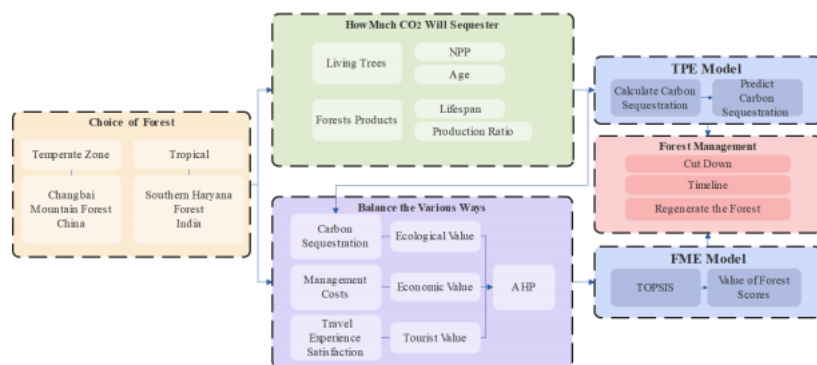 Choice of Forest
Temperate Zone
Tropical
Changbai
Mountain Forest
China
Southern Haryana
Forest
India
How Much CO2 Will Sequester
Living Trees
NPP
Age
Forests Products
Lifespan
Production Ratio
Balance the Various Ways
Carbon
Sequestration
Ecological Value
Management
Costs
Economic Value
AHP
Travel
Experience
Satisfaction
Tourist Value
TPE Model
Calculate Carbon
Sequestration
Predict
Carbon
Sequestration
Forest Management
Cut Down
Timeline
Regenerate the Forest
FME Model
TOPSIS
Value of Forest
Scores